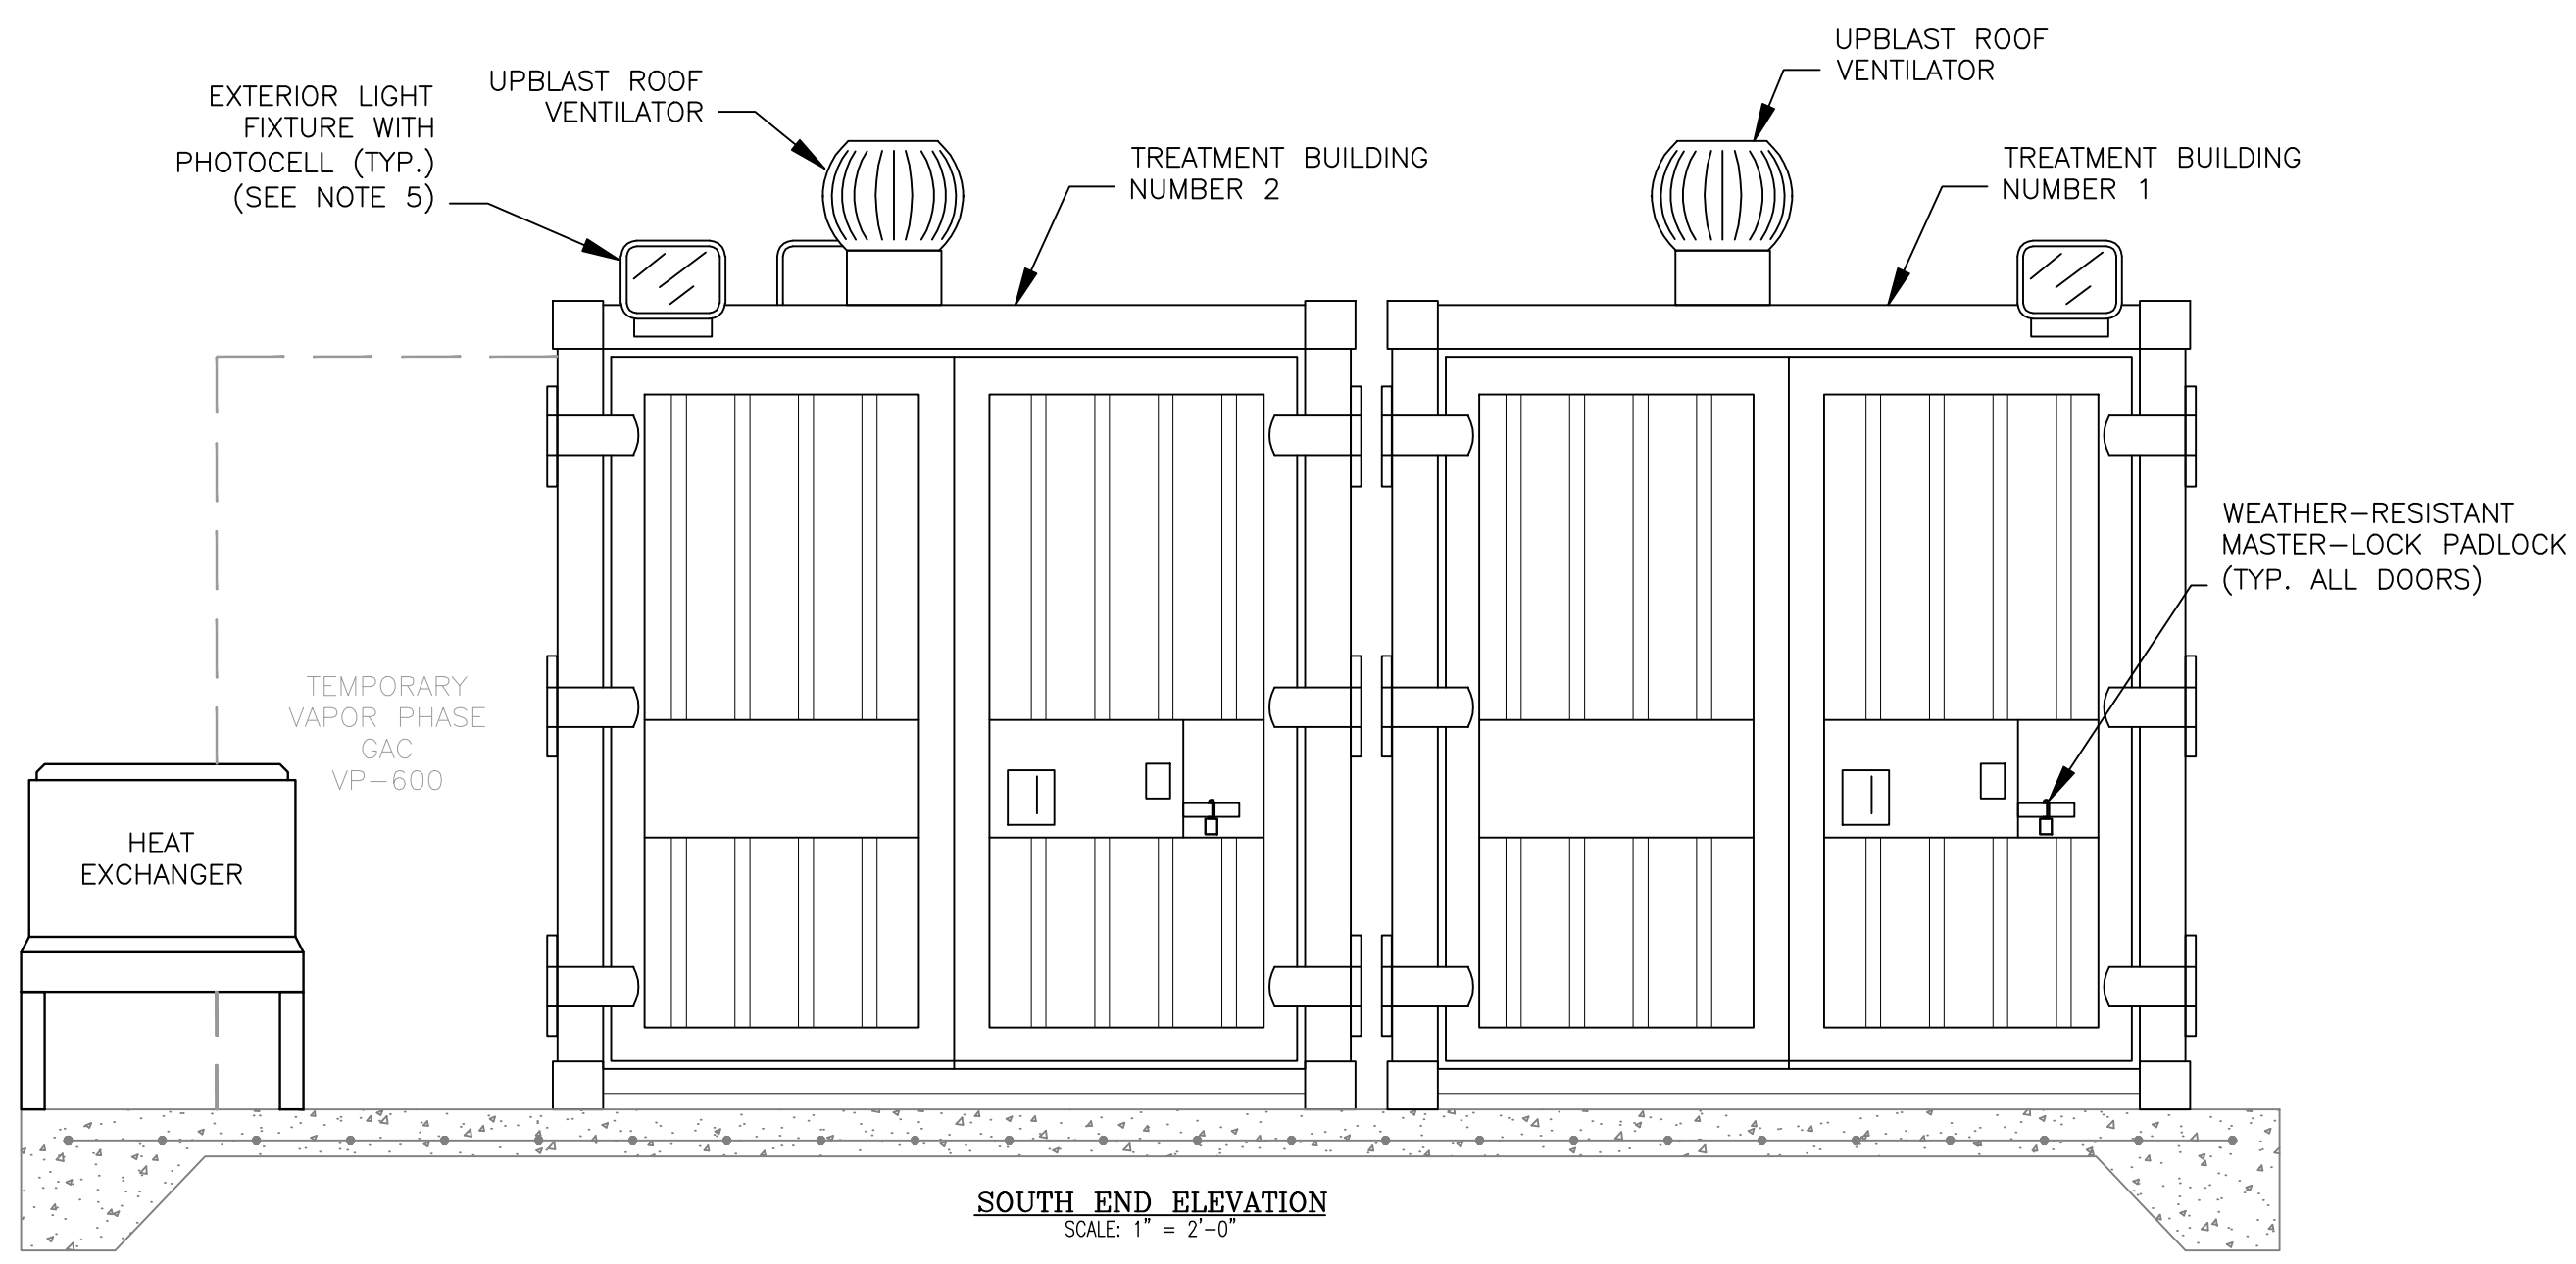 UPBLAST ROOF
VENTILATOR
UPBLAST ROOF
VENTILATOR
EXTERIOR LIGHT
FIXTURE WITH
PHOTOCELL (TYP.)
(SEE NOTE 5)
TREATMENT BUILDING
NUMBER 2
TREATMENT BUILDING
NUMBER 1
WEATHER-RESISTANT
MASTER-LOCK PADLOCK
(TYP. ALL DOORS)
TEMPORARY
VAPOR PHASE
GAC
VP-600
HEAT
EXCHANGER
SOUTH END ELEVATION
SCALE: 1" = 2'-0"